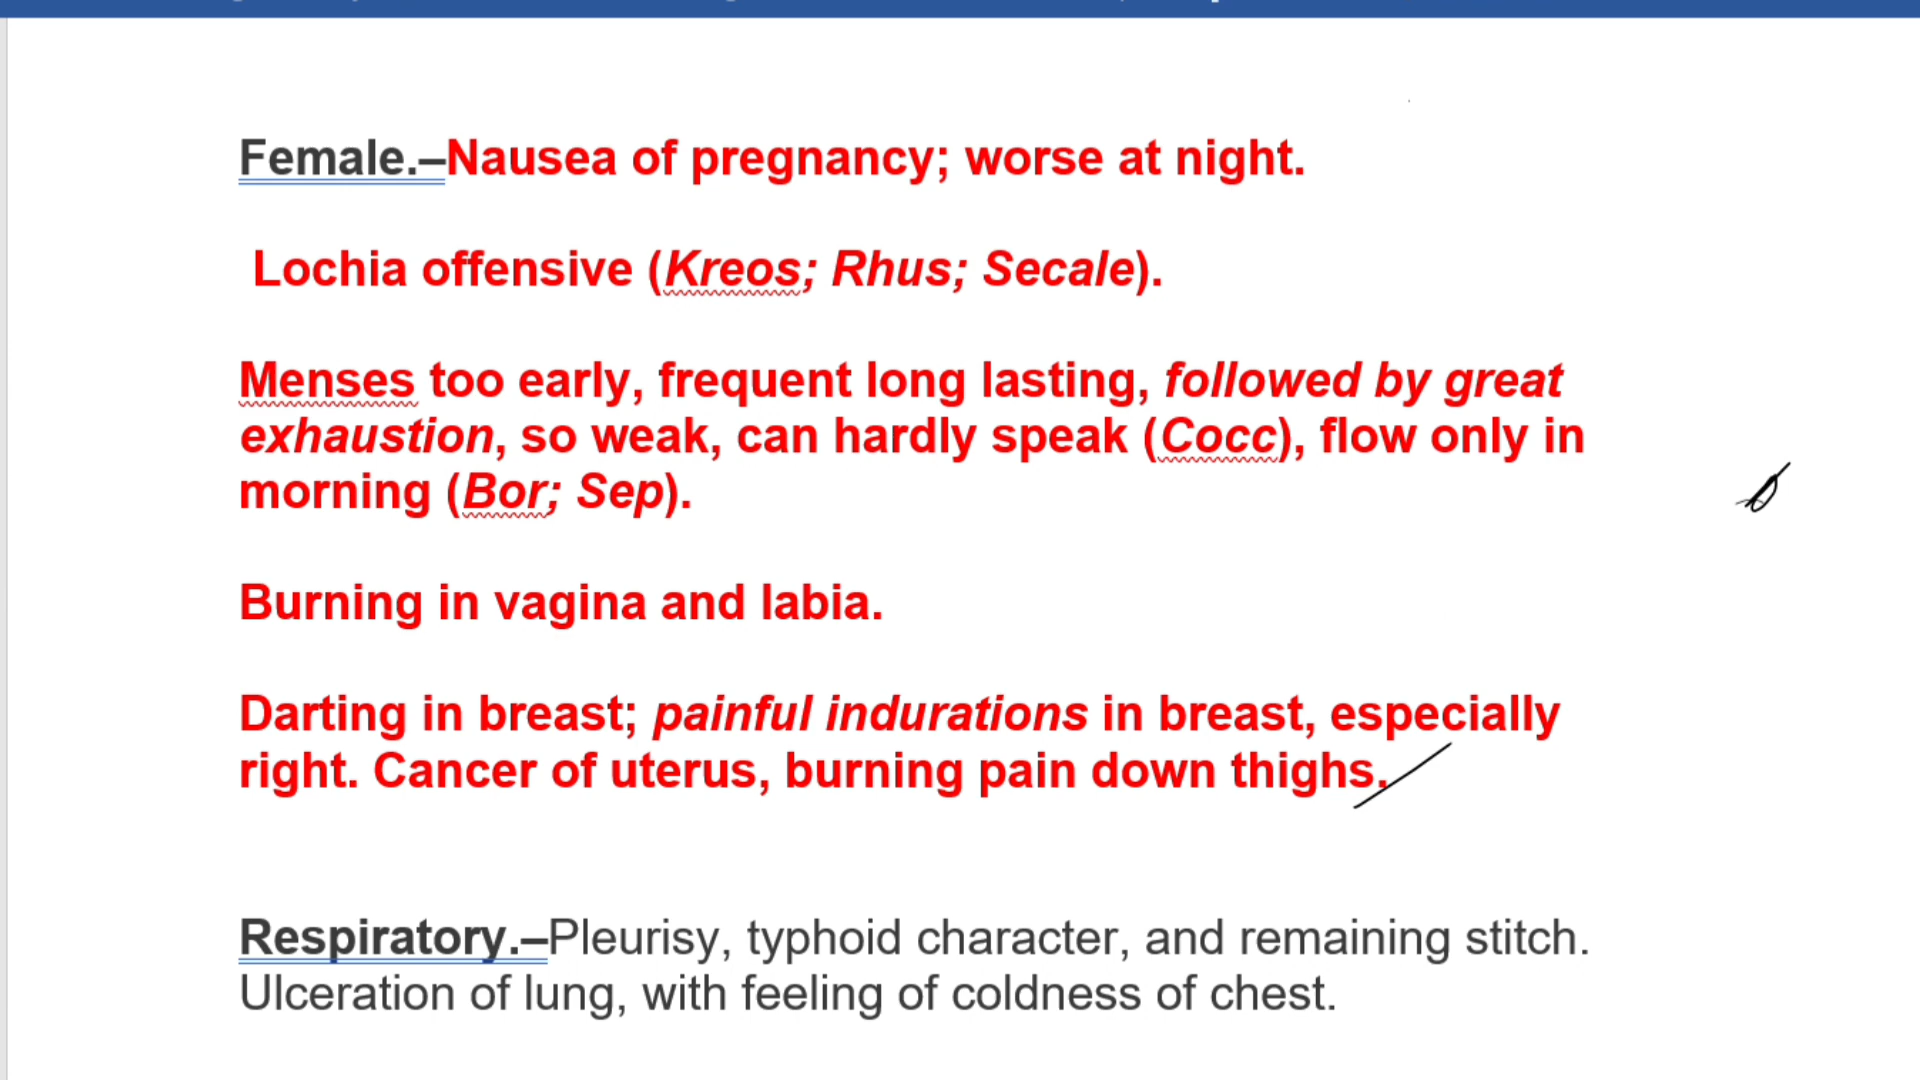 Female.–Nausea of pregnancy; worse at night.
Lochia offensive (Kreos; Rhus; Secale).
Menses too early, frequent long lasting, followed by great
exhaustion, so weak, can hardly speak (Cocc), flow only in
morning (Bor; Sep).
Burning in vagina and labia.
Darting in breast; painful indurations in breast, especially
right. Cancer of uterus, burning pain down thighs.
Respiratory.–Pleurisy, typhoid character, and remaining stitch.
Ulceration of lung, with feeling of coldness of chest.